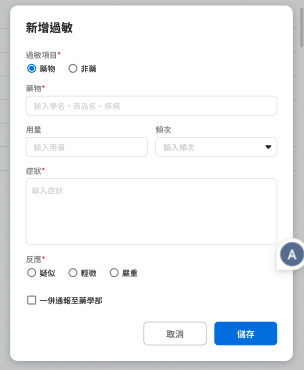 新增過敏
過敏項目*
藥物 非藥
藥物*
輸入學名、商品名、疾病
用量 頻次
輸入用量 輸入頻次
症狀*
輸入症狀
反應*
疑似 輕微 嚴重
一併通報至藥學部
取消 儲存
A